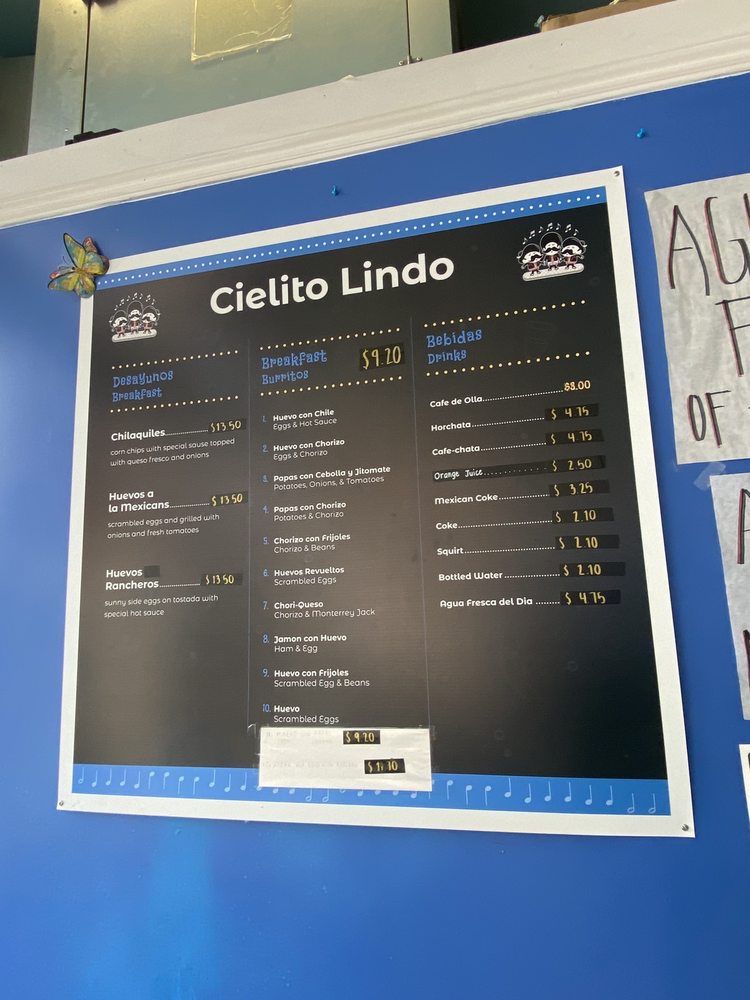 Cielito Lindo
Desayunos
Breakfast
Chilaquiles.................. $13.50
corn chips with special sause topped
with queso fresco and onions
Huevos a
la Mexicans............. $13.50
scrambled eggs and grilled with
onions and fresh tomatoes
Huevos
Rancheros............. $13.50
sunny side eggs on tostada with
special hot sauce
Breakfast $9.20
Burritos
1. Huevo con Chile
Eggs & Hot Sauce
2. Huevo con Chorizo
Eggs & Chorizo
3. Papas con Cebolla y Jitomate
Potatoes, Onions, & Tomatoes
4. Papas con Chorizo
Potatoes & Chorizo
5. Chorizo con Frijoles
Chorizo & Beans
6. Huevos Revueltos
Scrambled Eggs
7. Chori-Queso
Chorizo & Monterrey Jack
8. Jamon con Huevo
Ham & Egg
9. Huevo con Frijoles
Scrambled Egg & Beans
10. Huevo
Scrambled Eggs
$9.20
Bebidas
Drinks
Cafe de Olla..........................$3.00
Horchata......................... $ 4.75
Cafe-chata...................... $ 4.75
Orange Juice................ $ 2.50
Mexican Coke............. $ 3.25
Coke................................ $ 2.10
Squirt.............................. $ 2.10
Bottled Water.............. $ 2.10
Agua Fresca del Dia ........ $ 4.75
OF